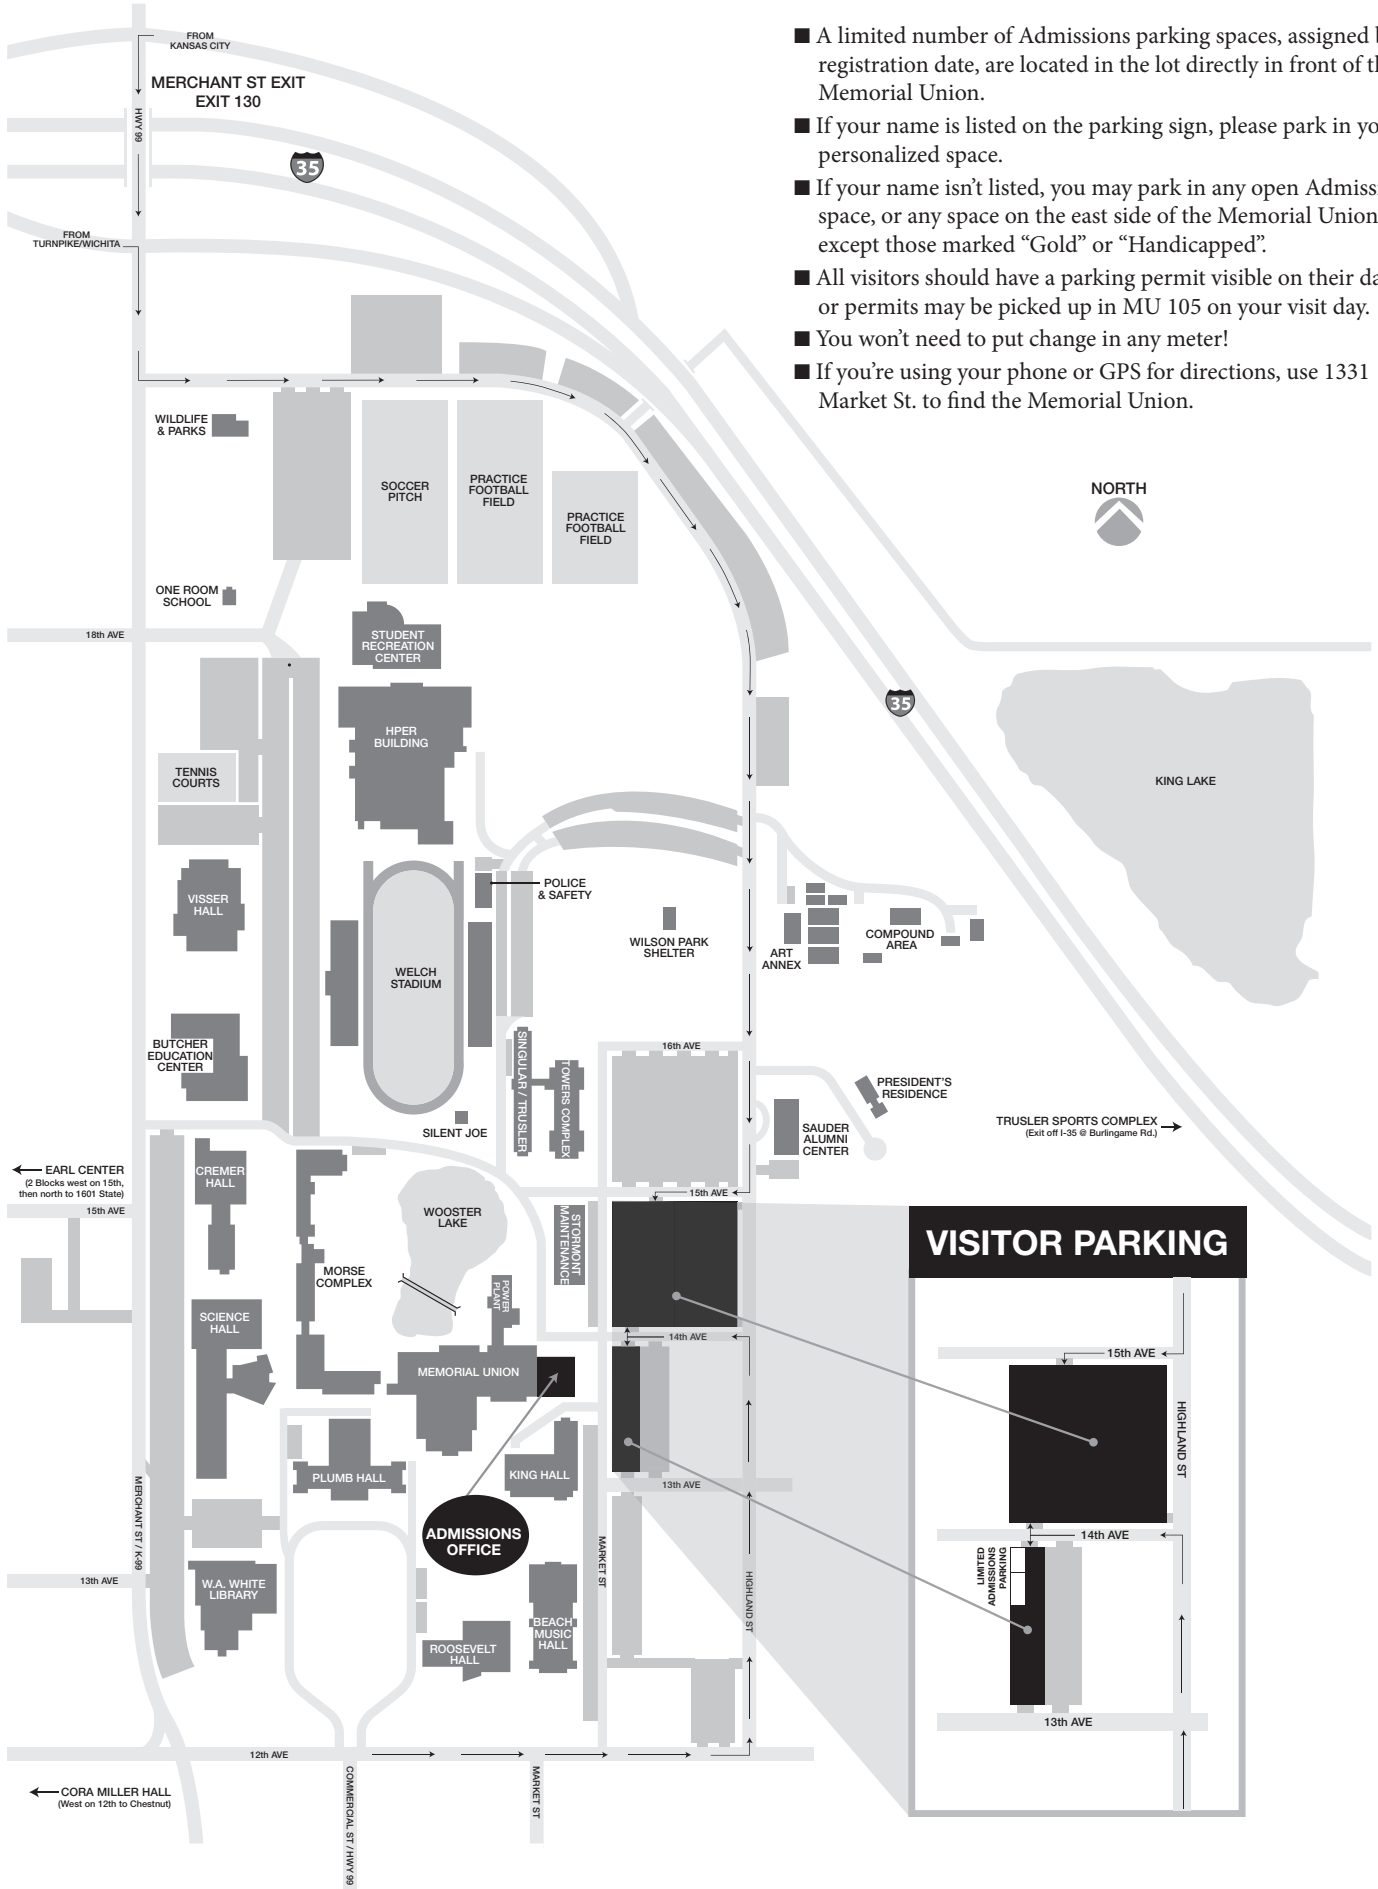 ■ A limited number of Admissions parking spaces, assigned
registration date, are located in the lot directly in front of
Memorial Union.
■ If your name is listed on the parking sign, please park in
personalized space.
■ If your name isn’t listed, you may park in any open
space, or any space on the east side of the Memorial Union
except those marked “Gold” or “Handicapped”.
■ All visitors should have a parking permit visible on their
or permits may be picked up in MU 105 on your visit day.
■ You won’t need to put change in any meter!
■ If you’re using your phone or GPS for directions, use 1331
Market St. to find the Memorial Union.
FROM
KANSAS CITY
MERCHANT ST EXIT
EXIT 130
HWY 99
35
FROM
TURNPIKE/WICHITA
WILDLIFE
& PARKS
SOCCER
PITCH
PRACTICE
FOOTBALL
FIELD
PRACTICE
FOOTBALL
FIELD
NORTH
ONE ROOM
SCHOOL
18th AVE
STUDENT
RECREATION
CENTER
35
HPER
BUILDING
TENNIS
COURTS
KING LAKE
VISSER
HALL
POLICE
& SAFETY
WILSON PARK
SHELTER
ART
ANNEX
COMPOUND
AREA
WELCH
STADIUM
BUTCHER
EDUCATION
CENTER
SINGULAR / TRUSLER
TOWERS COMPLEX
16th AVE
PRESIDENT’S
RESIDENCE
SILENT JOE
SAUDER
ALUMNI
CENTER
TRUSLER SPORTS COMPLEX
(Exit off I-35 @ Burlingame Rd.)
EARL CENTER
(2 Blocks west on 15th,
then north to 1601 State)
15th AVE
CREMER
HALL
WOOSTER
LAKE
15th AVE
STORMONT
MAINTENANCE
MORSE
COMPLEX
POWER
PLANT
SCIENCE
HALL
14th AVE
MEMORIAL UNION
VISITOR PARKING
15th AVE
HIGHLAND ST
14th AVE
LIMITED
ADMISSIONS
PARKING
13th AVE
PLUMB HALL
KING HALL
13th AVE
MERCHANT ST / K-99
ADMISSIONS
OFFICE
MARKET ST
HIGHLAND ST
13th AVE
W.A. WHITE
LIBRARY
BEACH
MUSIC
HALL
ROOSEVELT
HALL
12th AVE
CORA MILLER HALL
(West on 12th to Chestnut)
COMMERCIAL ST / HWY 99
MARKET ST